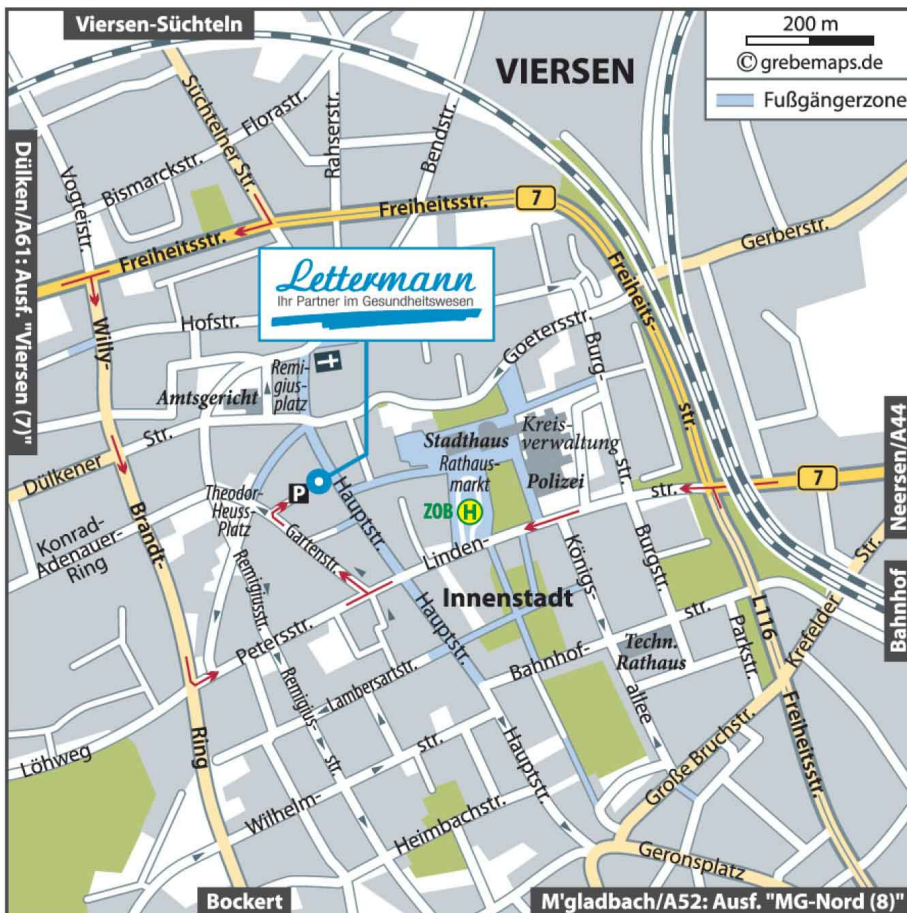 Viersen-Süchteln
200 m
© grebemaps.de
Fußgängerzone
VIERSEN
Dülken/A61: Ausf. "Viersen (7)"
Vogteistr.
Bismarckstr.
Florastr.
Süchtelner Str.
Ranserstr.
Bendstr.
Freiheitsstr.
Freiheitsstr.
7
Freiheits-
str.
Gerberstr.
Lettermann
Ihr Partner im Gesundheitswesen
Hofstr.
Willy-
Brandt-
Ring
Goetersstr.
Burg-
str.
Remi-
gius-
platz
Amtsgericht
Stadthaus
Kreis-
verwaltung
Rathaus-
markt
Polizei
Dülkener Str.
Theodor-
Heuss-
Platz
P
Hauptstr.
ZOB H
Linden-
str.
7
Neersen/A44
Konrad-
Adenauer-
Ring
Gartenstr.
Remigiusstr.
Innenstadt
Königs-
allee
Burgstr.
L116
Krefelder Str.
Bahnhof
Petersstr.
Hauptstr.
Lambersartstr.
Bahnhof-
str.
Techn.
Rathaus
Parkstr.
Remigius-
str.
Löhweg
Wilhelm-
str.
Hauptstr.
Heimbachstr.
Große Bruchstr.
Freiheitsstr.
Geronsplatz
Bockert
M'gladbach/A52: Ausf. "MG-Nord (8)"